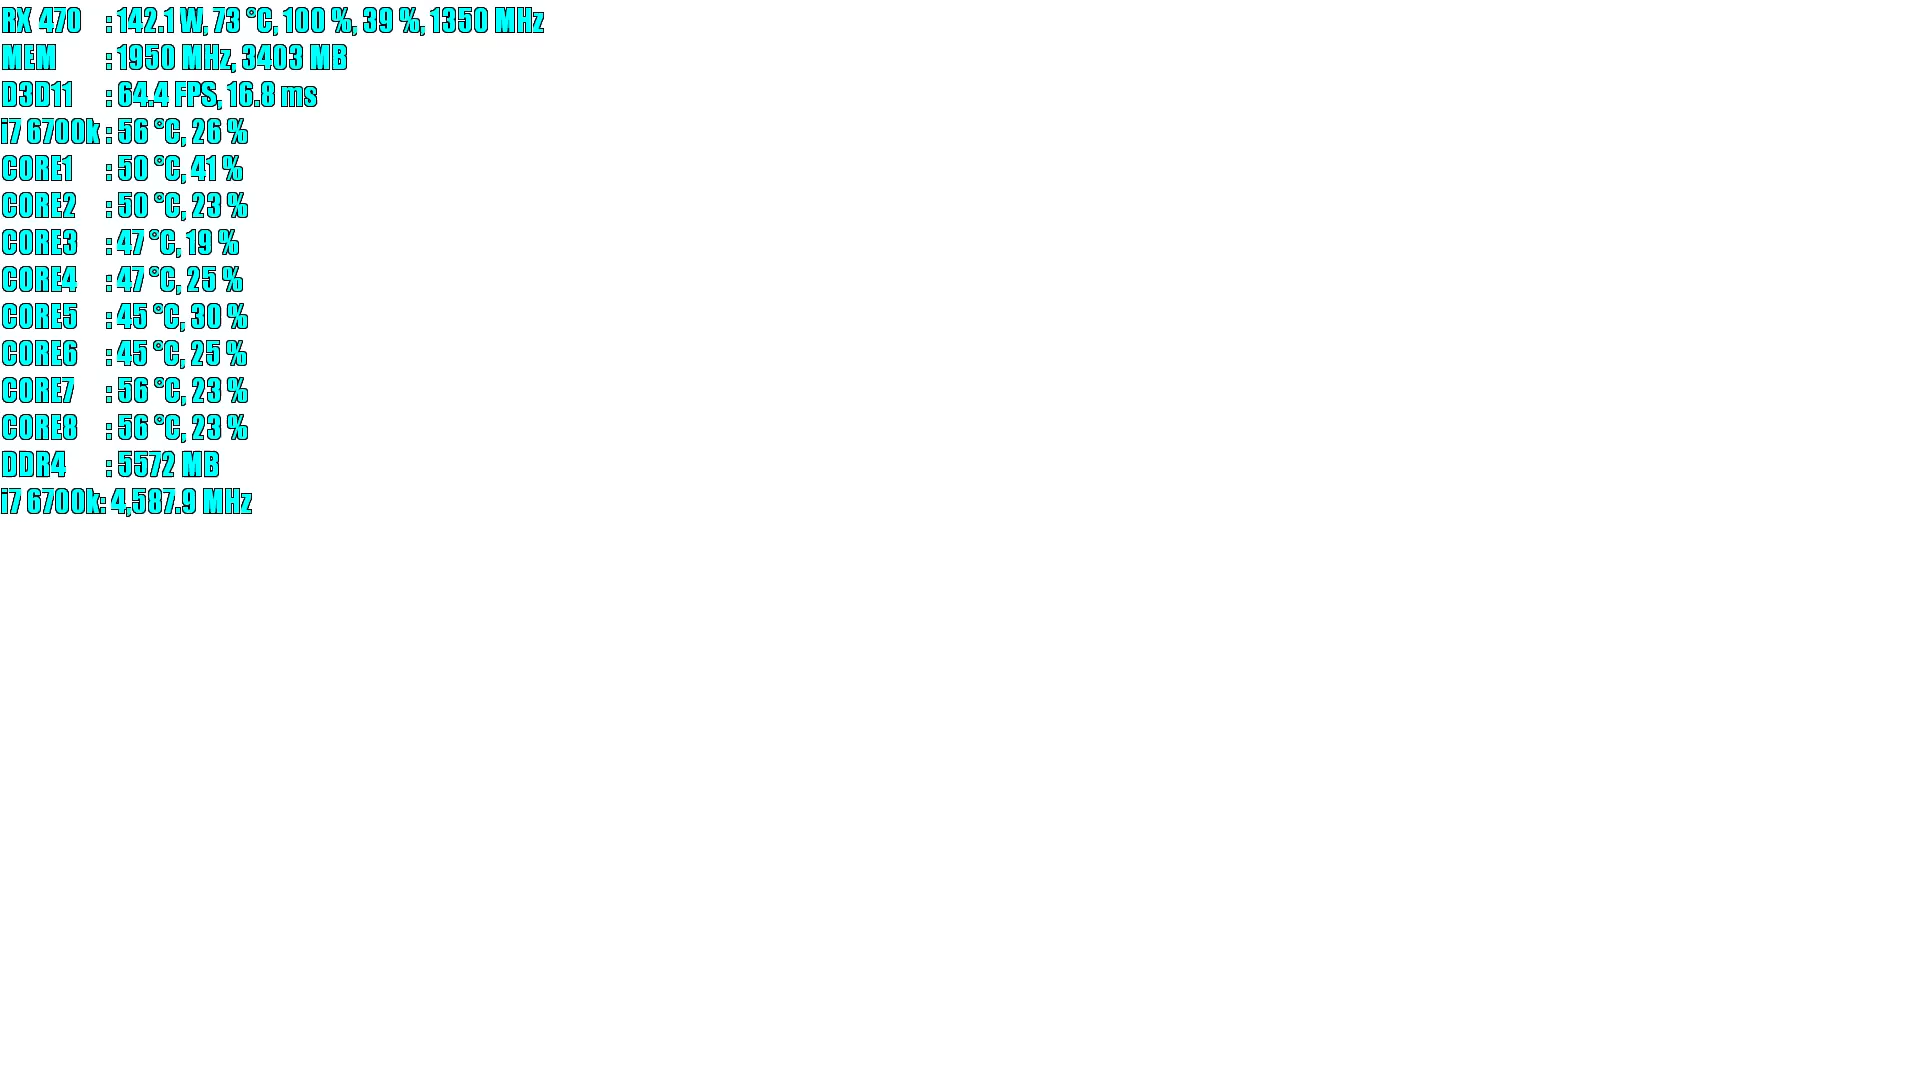 RX 470 : 142.1 W, 73 °C, 100 %, 39 %, 1350 MHz
MEM : 1950 MHz, 3403 MB
D3D11 : 64.4 FPS, 16.8 ms
i7 6700k : 56 °C, 26 %
CORE1 : 50 °C, 41 %
CORE2 : 50 °C, 23 %
CORE3 : 47 °C, 19 %
CORE4 : 47 °C, 25 %
CORE5 : 45 °C, 30 %
CORE6 : 45 °C, 25 %
CORE7 : 56 °C, 23 %
CORE8 : 56 °C, 23 %
DDR4 : 5572 MB
i7 6700k: 4,587.9 MHz